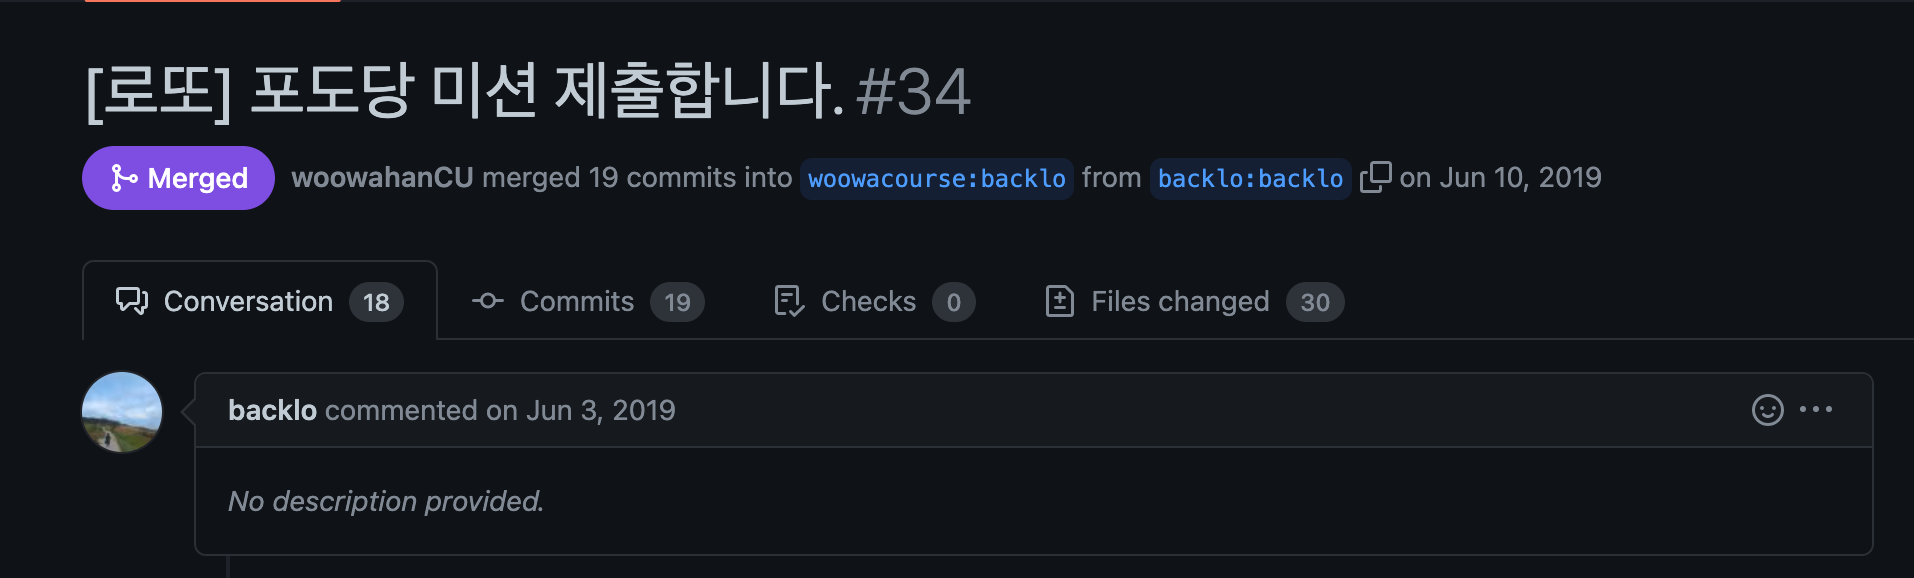 [로또] 포도당 미션 제출합니다. #34
Merged woowahanCU merged 19 commits into woowacourse:backlo from backlo:backlo on Jun 10, 2019
Conversation 18 Commits 19 Checks 0 Files changed 30
backlo commented on Jun 3, 2019
No description provided.